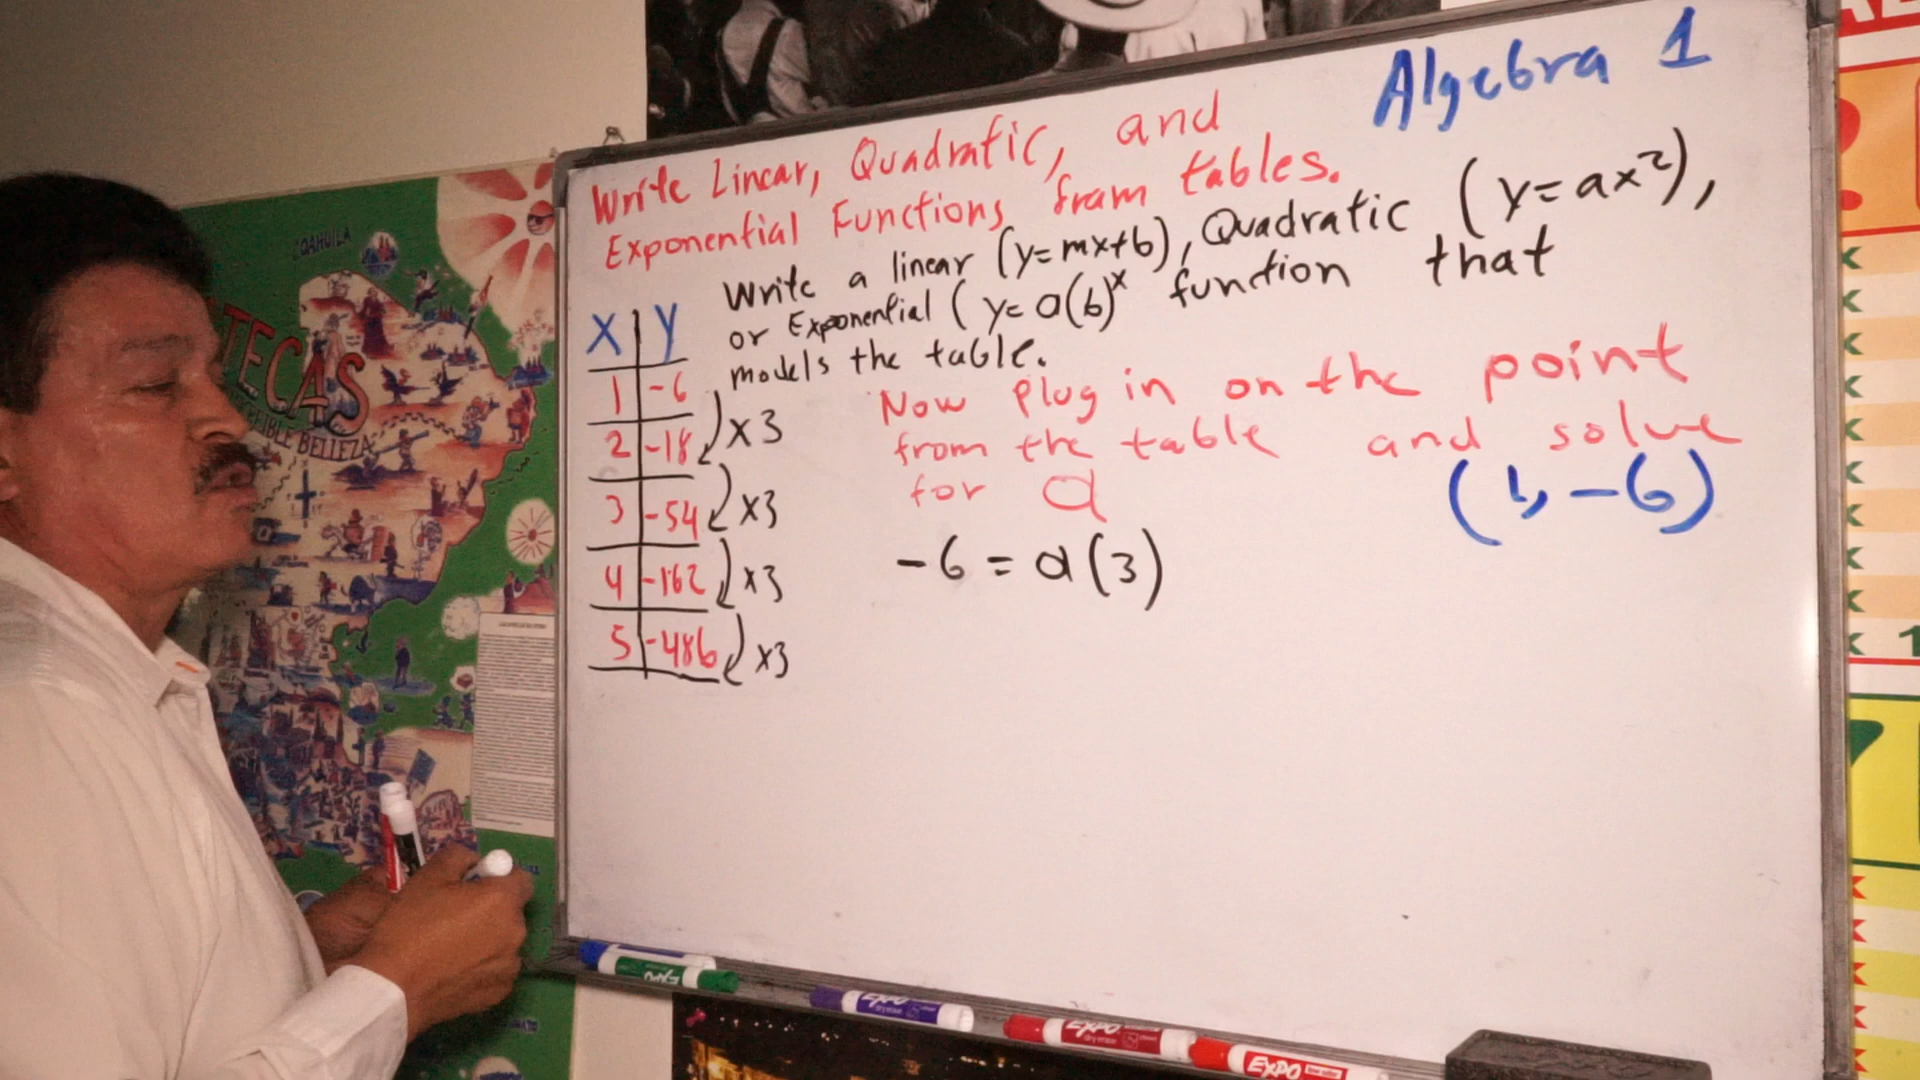 Algebra 1
Write Linear, Quadratic, and
Exponential Functions from tables.
Write a linear (y=mx+b), Quadratic (y=ax²),
or Exponential (y=a(b)ˣ function that
models the table.
X Y
1 -6
2 -18
3 -54
4 -162
5 -486
x3
x3
x3
x3
Now plug in on the point
from the table and solve
for a
(1, -6)
-6 = a(3)
COAHUILA
TECAS
BELLEZA
EXPO
EXPO
EXPO
EXPO